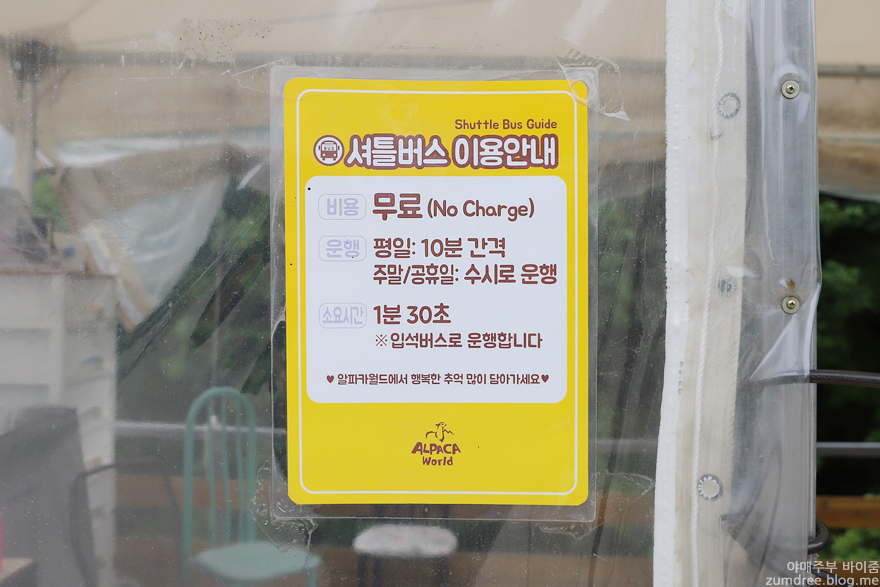 Shuttle Bus Guide
셔틀버스 이용안내
비용 무료 (No Charge)
운행 평일: 10분 간격
주말/공휴일: 수시로 운행
소요시간 1분 30초
※입석버스로 운행합니다
♥ 알파카월드에서 행복한 추억 많이 담아가세요♥
ALPACA
World
야매주부 바이줌
zumdree.blog.me